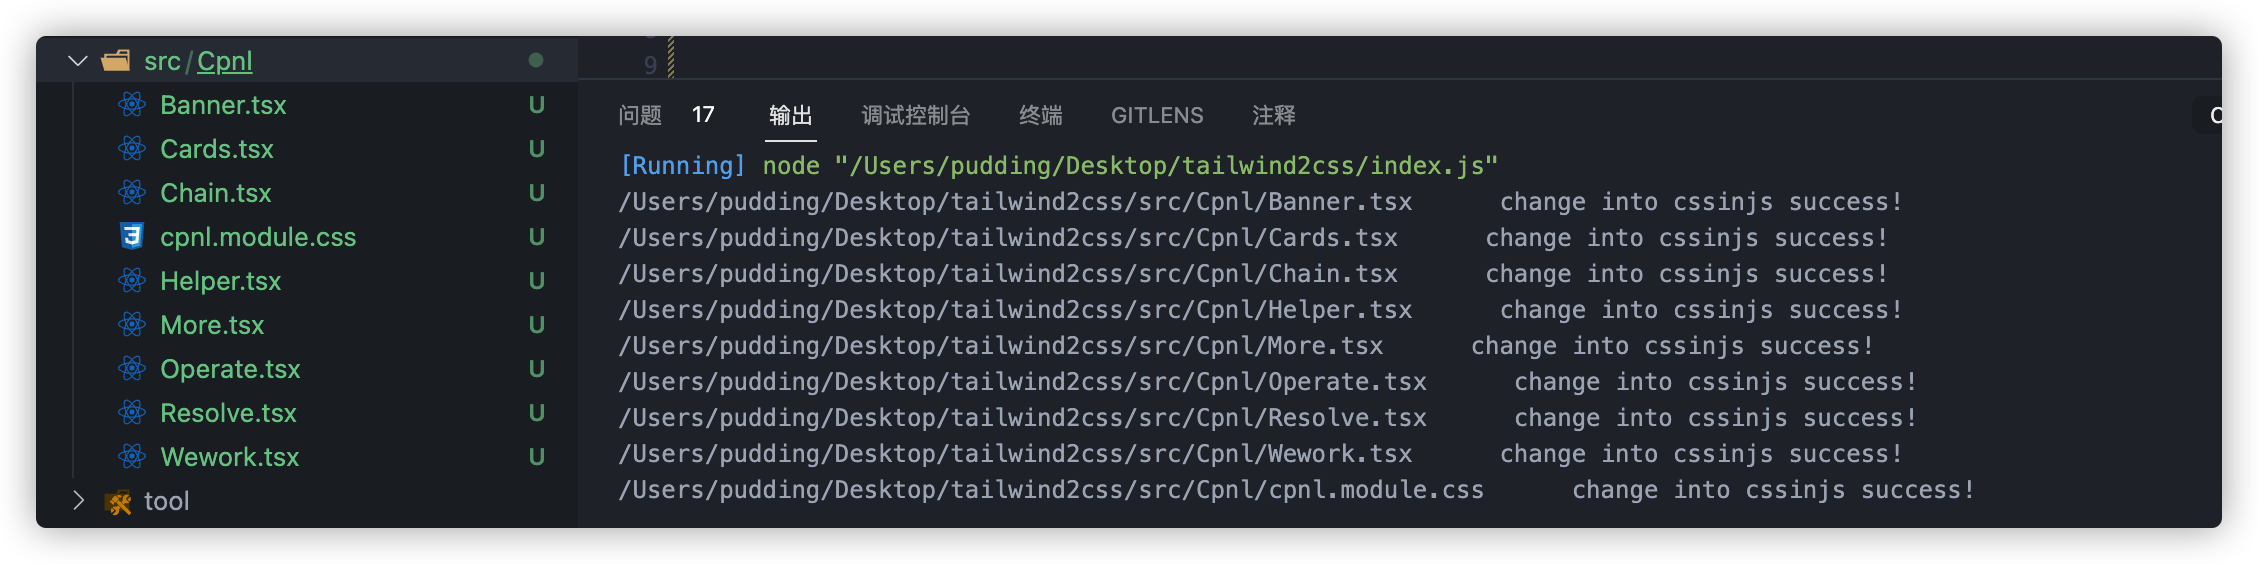 src/Cpnl
Banner.tsx U
Cards.tsx U
Chain.tsx U
cpnl.module.css U
Helper.tsx U
More.tsx U
Operate.tsx U
Resolve.tsx U
Wework.tsx U
tool
9
问题 17 输出 调试控制台 终端 GITLENS 注释
[Running] node "/Users/pudding/Desktop/tailwind2css/index.js"
/Users/pudding/Desktop/tailwind2css/src/Cpnl/Banner.tsx change into cssinjs success!
/Users/pudding/Desktop/tailwind2css/src/Cpnl/Cards.tsx change into cssinjs success!
/Users/pudding/Desktop/tailwind2css/src/Cpnl/Chain.tsx change into cssinjs success!
/Users/pudding/Desktop/tailwind2css/src/Cpnl/Helper.tsx change into cssinjs success!
/Users/pudding/Desktop/tailwind2css/src/Cpnl/More.tsx change into cssinjs success!
/Users/pudding/Desktop/tailwind2css/src/Cpnl/Operate.tsx change into cssinjs success!
/Users/pudding/Desktop/tailwind2css/src/Cpnl/Resolve.tsx change into cssinjs success!
/Users/pudding/Desktop/tailwind2css/src/Cpnl/Wework.tsx change into cssinjs success!
/Users/pudding/Desktop/tailwind2css/src/Cpnl/cpnl.module.css change into cssinjs success!